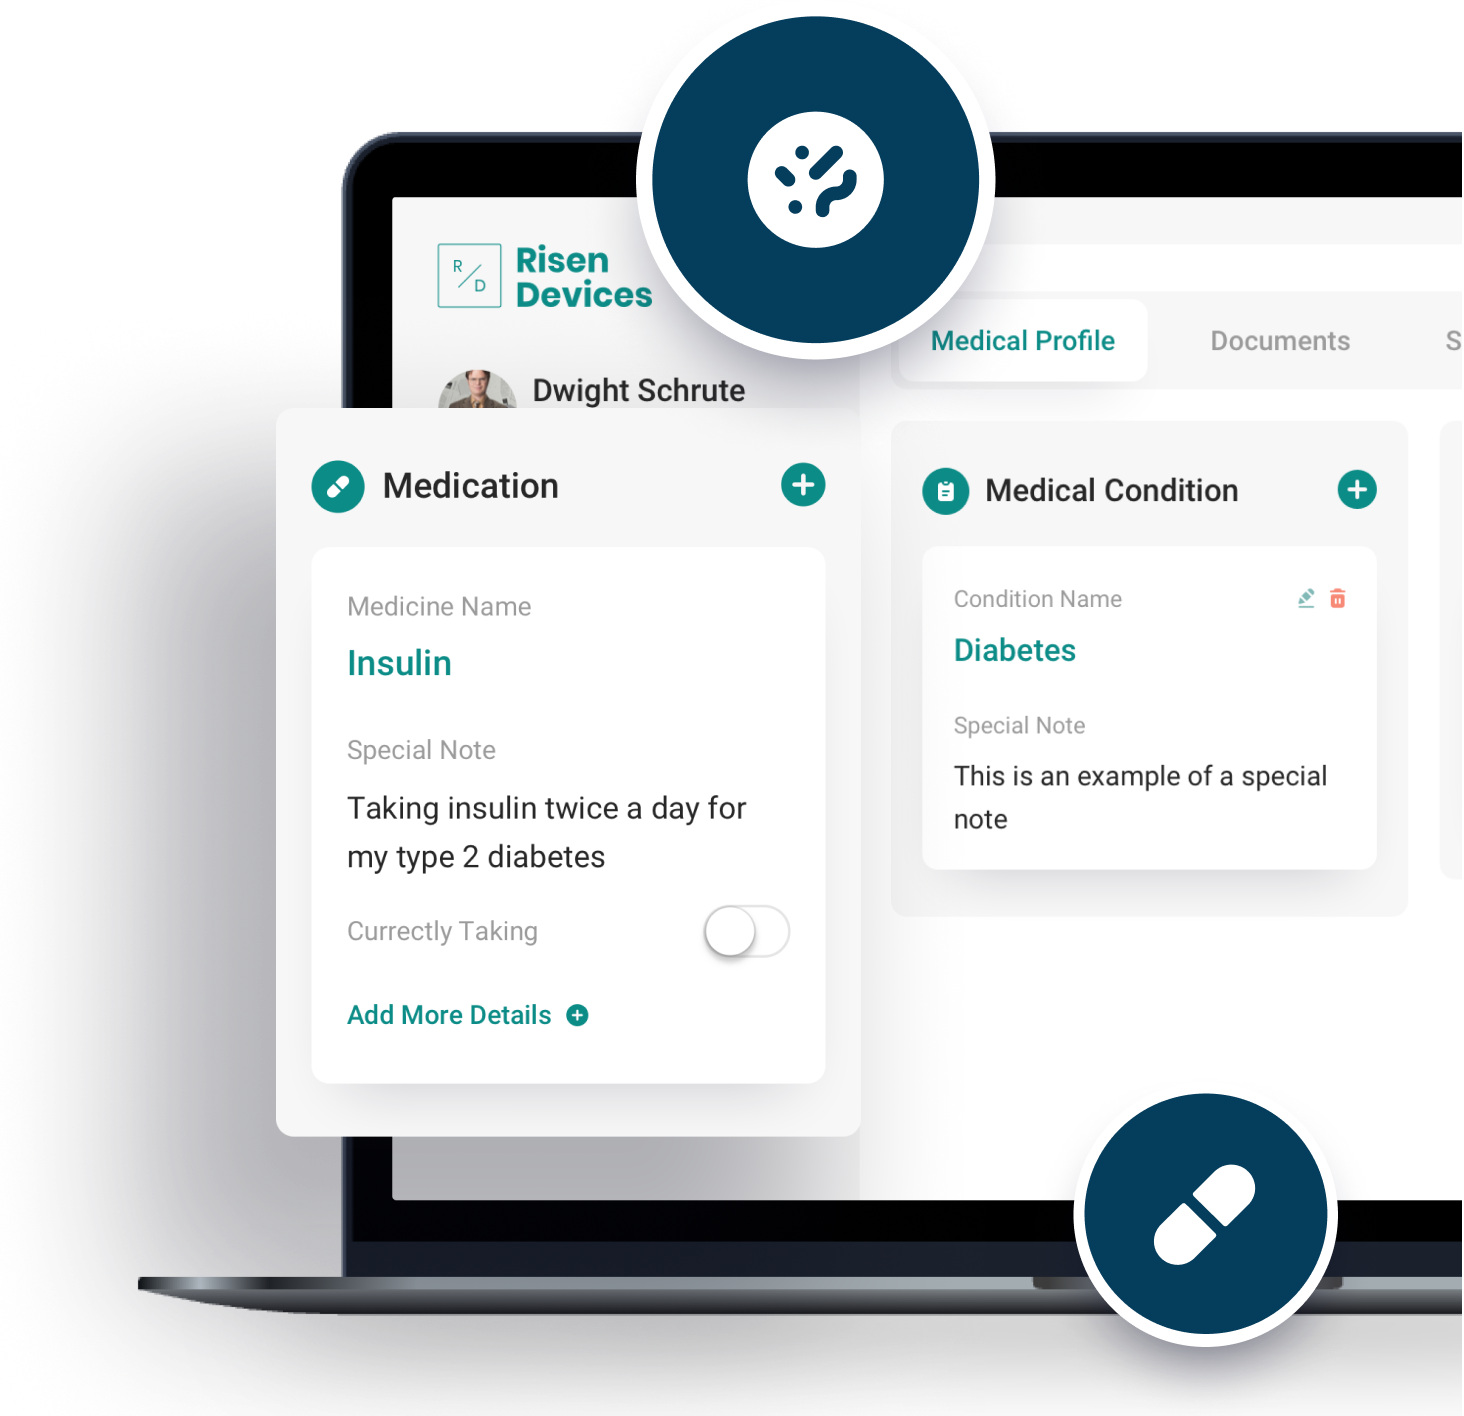 R/D
Risen
Devices
Dwight Schrute
Medical Profile
Documents
S
Medication
Medicine Name
Insulin
Special Note
Taking insulin twice a day for
my type 2 diabetes
Currectly Taking
Add More Details
Medical Condition
Condition Name
Diabetes
Special Note
This is an example of a special
note